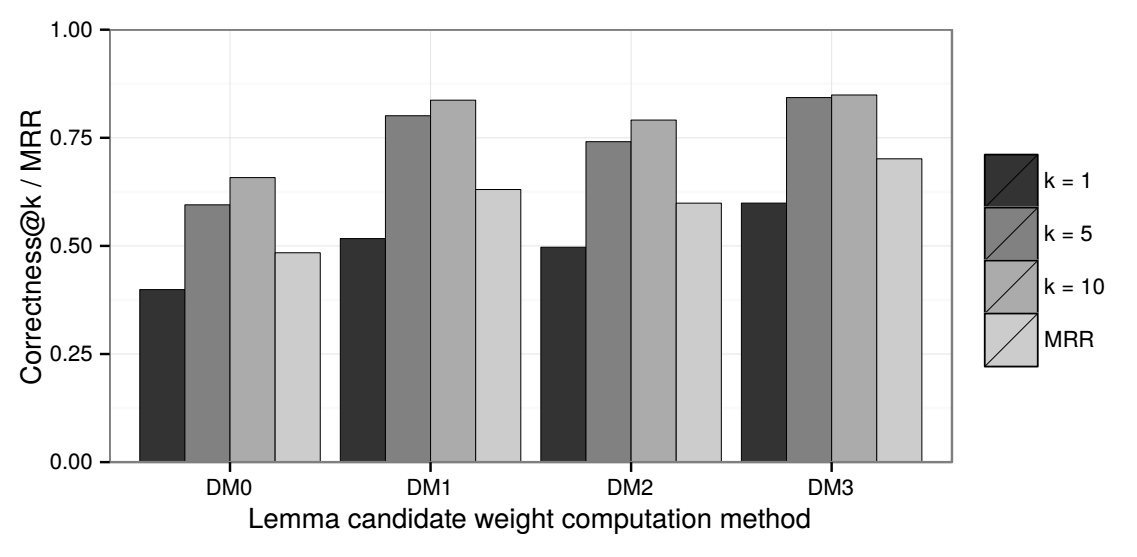 Correctness@k / MRR
1.00
0.75
0.50
0.25
0.00
DM0 DM1 DM2 DM3
Lemma candidate weight computation method
k = 1
k = 5
k = 10
MRR